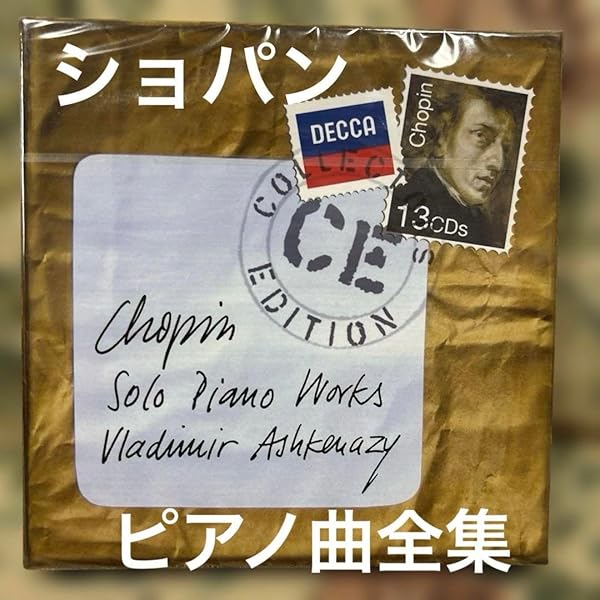 ショパン
DECCA
Chopin
13CDs
COLLECTORS
CE
EDITION
Chopin
Solo Piano Works
Vladimir Ashkenazy
ピアノ曲全集